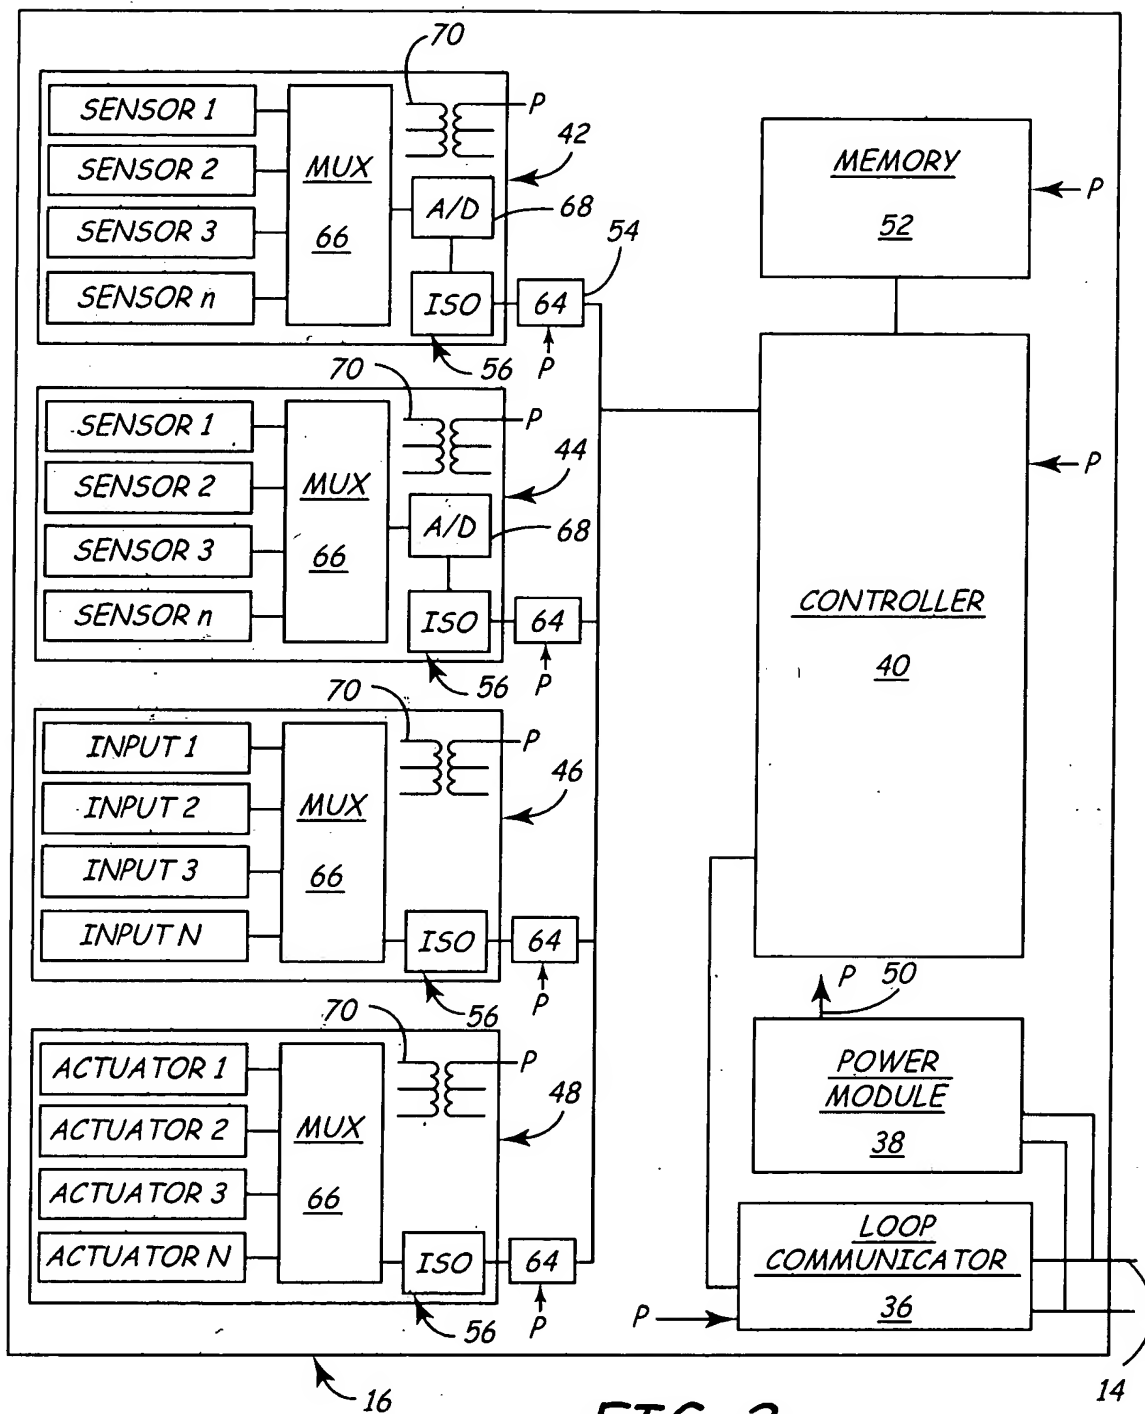 70
SENSOR 1
SENSOR 2
SENSOR 3
SENSOR n
MUX
66
P
42
A/D
68
ISO
54
64
P
56
MEMORY
52
P
70
SENSOR 1
SENSOR 2
SENSOR 3
SENSOR n
MUX
66
P
44
A/D
68
ISO
64
P
56
CONTROLLER
40
P
70
INPUT 1
INPUT 2
INPUT 3
INPUT N
MUX
66
P
46
ISO
64
P
56
P 50
POWER
MODULE
38
70
ACTUATOR 1
ACTUATOR 2
ACTUATOR 3
ACTUATOR N
MUX
66
P
48
ISO
64
P
56
LOOP
COMMUNICATOR
36
P
14
16